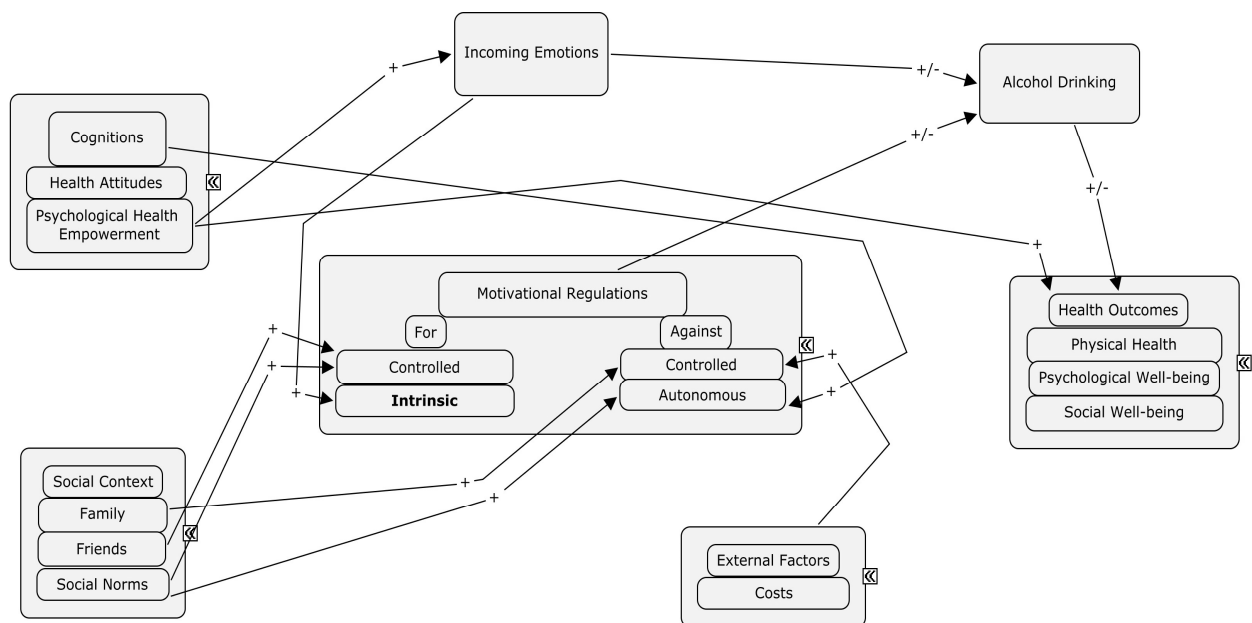 Incoming Emotions
+
+/-
Alcohol Drinking
+/-
Cognitions
Health Attitudes
Psychological Health
Empowerment
+/-
+
Motivational Regulations
For
Against
Controlled
Intrinsic
Controlled
Autonomous
+
+
+
+
+
Health Outcomes
Physical Health
Psychological Well-being
Social Well-being
Social Context
Family
Friends
Social Norms
+
+
External Factors
Costs